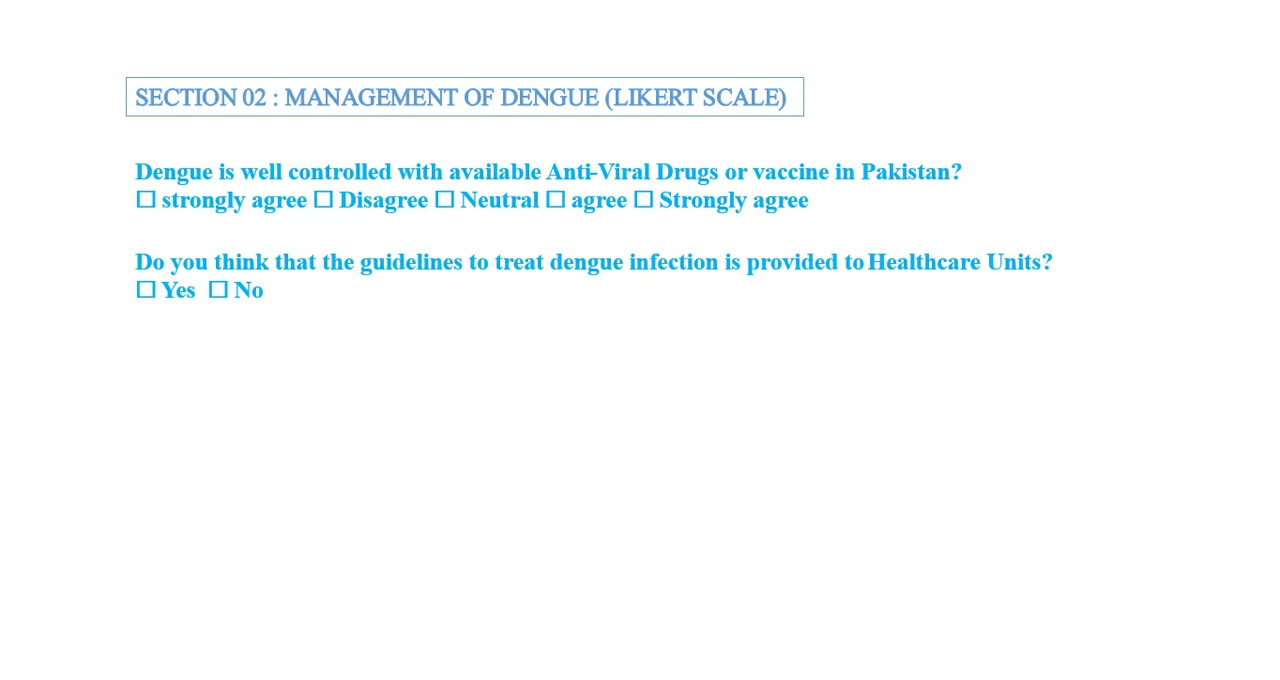 SECTION 02 : MANAGEMENT OF DENGUE (LIKERT SCALE)
Dengue is well controlled with available Anti-Viral Drugs or vaccine in Pakistan?
☐ strongly agree ☐ Disagree ☐ Neutral ☐ agree ☐ Strongly agree
Do you think that the guidelines to treat dengue infection is provided to Healthcare Units?
☐ Yes ☐ No